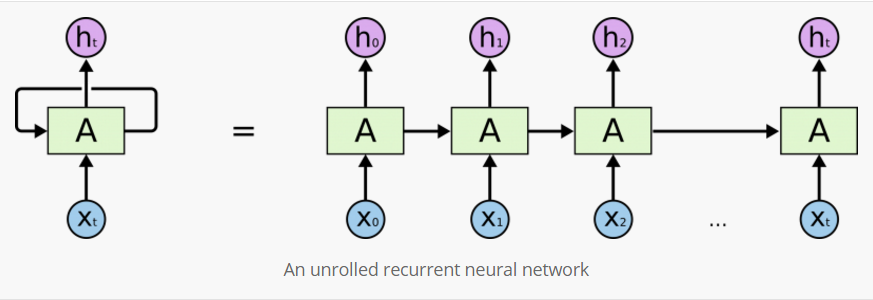 hₜ h₀ h₁ h₂ hₜ
A = A A A A
xₜ x₀ x₁ x₂ ... xₜ
An unrolled recurrent neural network